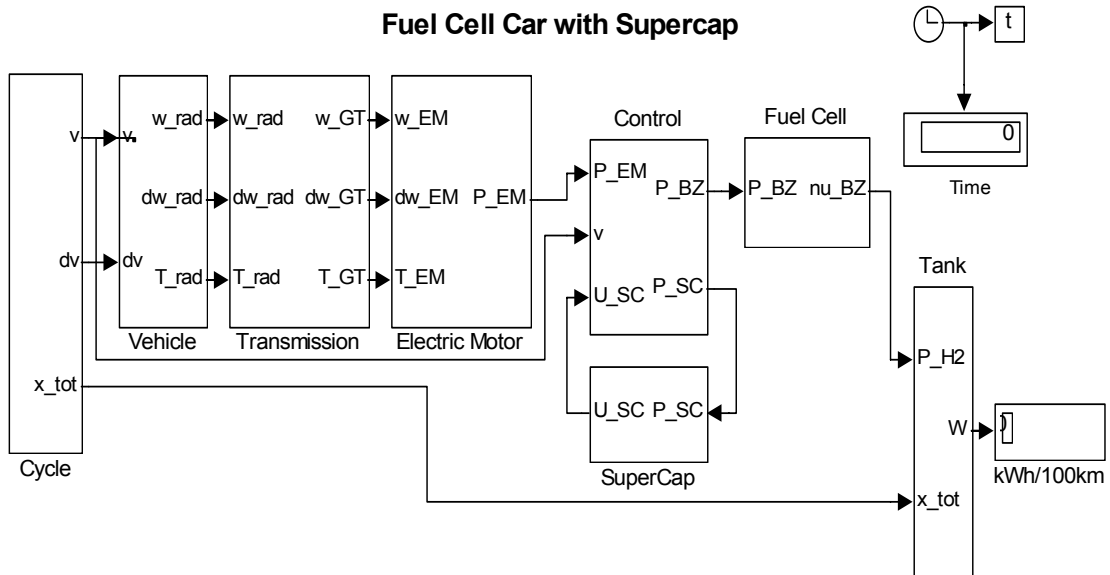 Fuel Cell Car with Supercap
t
0
Time
v
dv
x_tot
Cycle
v
dv
w_rad
dw_rad
T_rad
Vehicle
w_rad
dw_rad
T_rad
w_GT
dw_GT
T_GT
Transmission
w_EM
dw_EM
T_EM
P_EM
Electric Motor
Control
P_EM
v
U_SC
P_BZ
P_SC
U_SC
P_SC
SuperCap
Fuel Cell
P_BZ
nu_BZ
Tank
P_H2
x_tot
W
kWh/100km